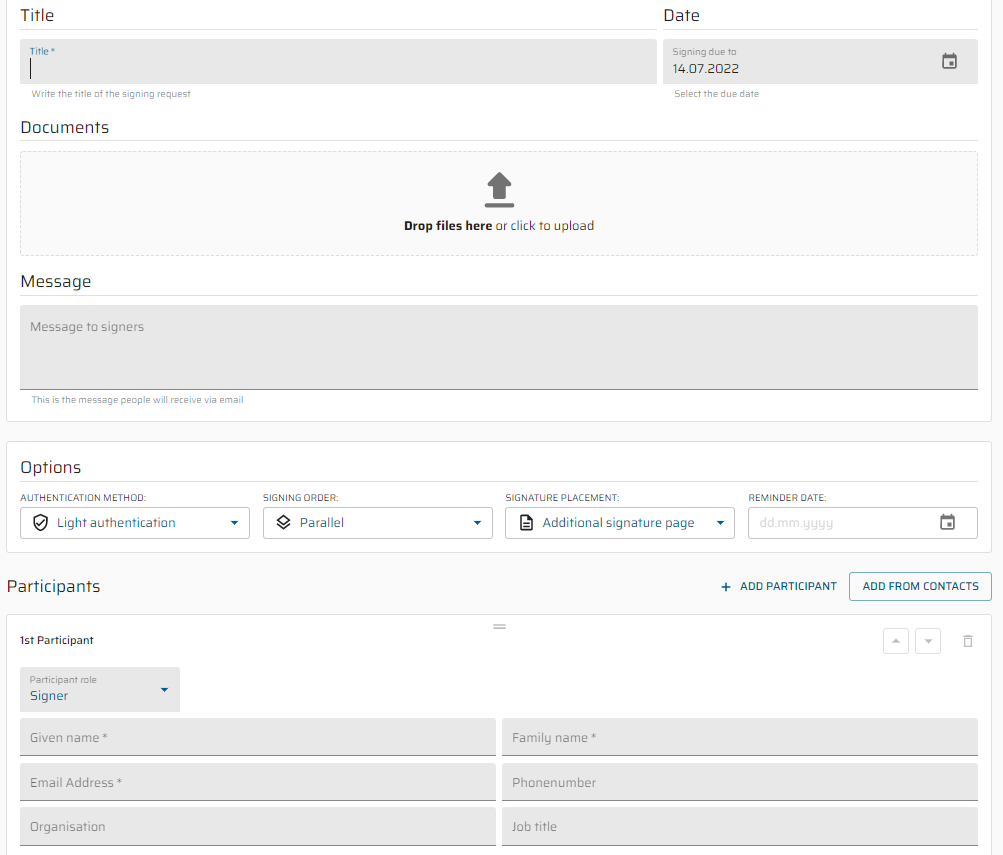 Title
Date
Title *
Signing due to
14.07.2022
Write the title of the signing request
Select the due date
Documents
Drop files here or click to upload
Message
Message to signers
This is the message people will receive via email
Options
AUTHENTICATION METHOD:
SIGNING ORDER:
SIGNATURE PLACEMENT:
REMINDER DATE:
Light authentication
Parallel
Additional signature page
dd.mm.yyyy
Participants
+ ADD PARTICIPANT
ADD FROM CONTACTS
1st Participant
Participant role
Signer
Given name *
Family name *
Email Address *
Phonenumber
Organisation
Job title